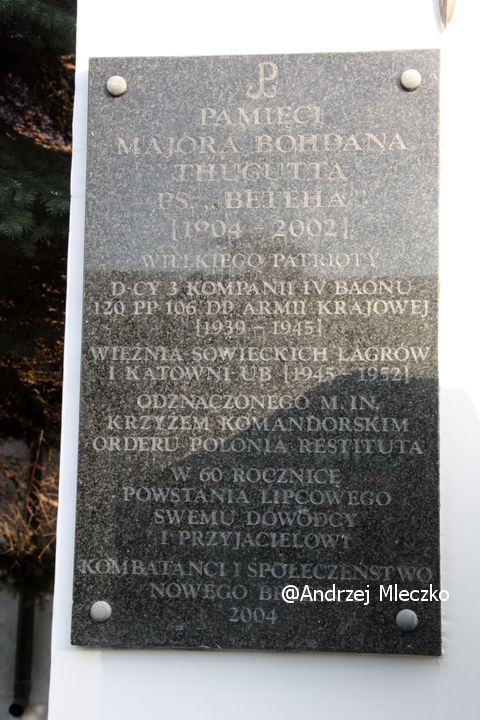 PAMIĘCI
MAJORA BOHDANA
THUGUTTA
PS. „BETEHA”
[1904 – 2002]
WIELKIEGO PATRIOTY
D-CY 3 KOMPANII IV BAONU
120 PP 106 DP ARMII KRAJOWEJ
[1939 – 1945]
WIĘŹNIA SOWIECKICH ŁAGRÓW
I KATOWNI UB [1945 – 1952]
ODZNACZONEGO M. IN.
KRZYŻEM KOMANDORSKIM
ORDERU POLONIA RESTITUTA
W 60 ROCZNICĘ
POWSTANIA LIPCOWEGO
SWEMU DOWÓDCY
I PRZYJACIELOWI
KOMBATANCI I SPOŁECZEŃSTWO
NOWEGO
@Andrzej Mleczko
2004